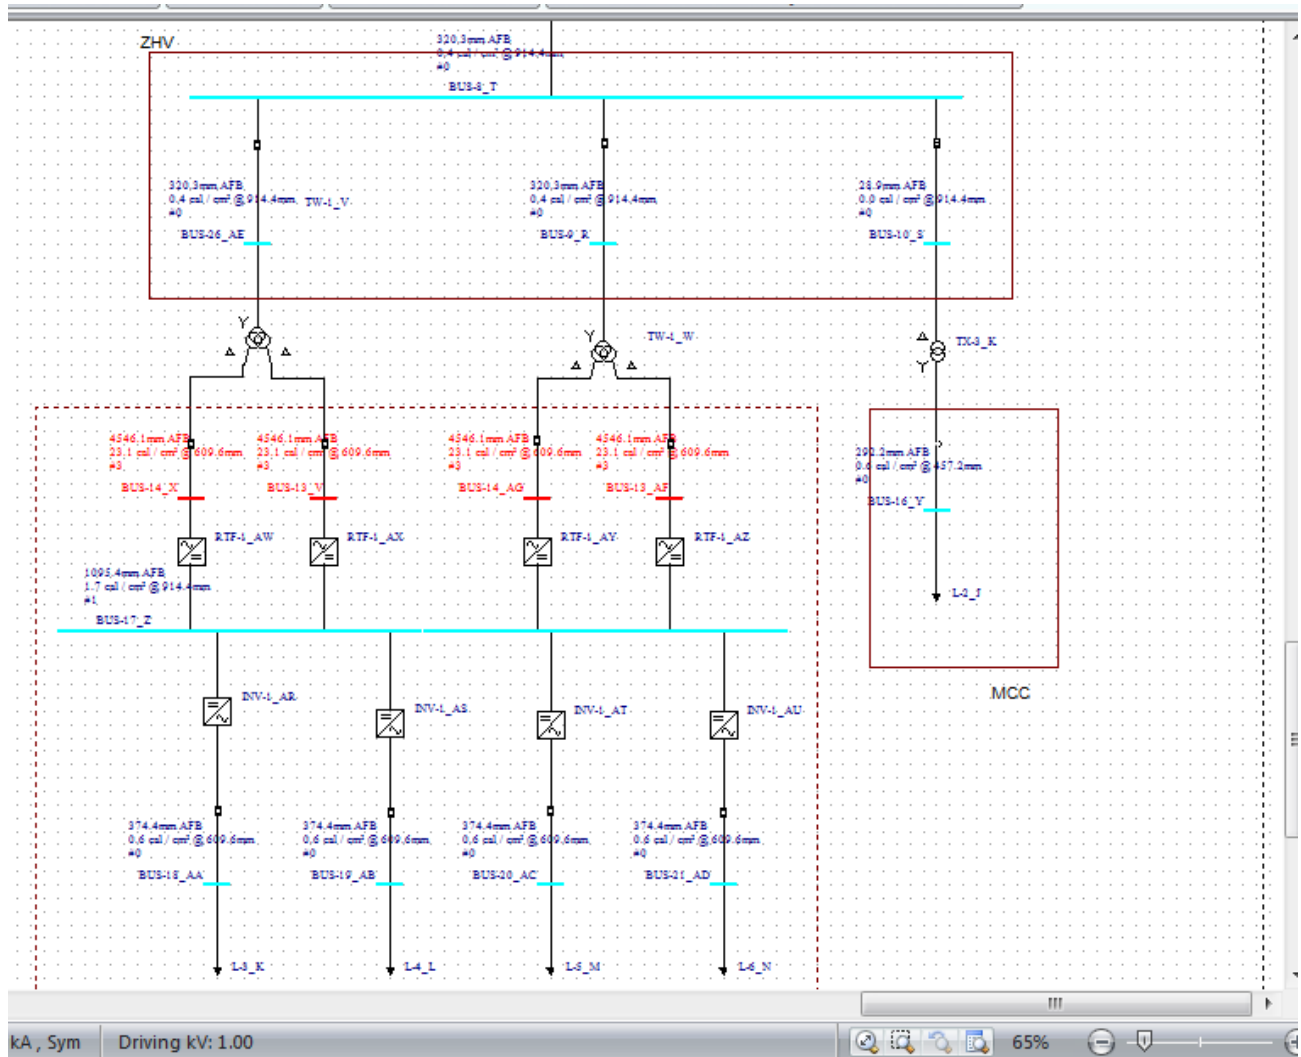 ZHV
320.3mm AFB
0.4 cal / cm² @ 914.4mm
#0
BUS-8_T
320.3mm AFB
0.4 cal / cm² @ 914.4mm
#0
TW-1_V
BUS-26_AE
320.3mm AFB
0.4 cal / cm² @ 914.4mm
#0
BUS-9_R
28.9mm AFB
0.0 cal / cm² @ 914.4mm
#0
BUS-10_S
Y
Δ Δ
Y
TW-1_W
Δ Δ
Δ
TX-3_K
Y
4546.1mm AFB
23.1 cal / cm² @ 609.6mm
#3
BUS-14_X
4546.1mm AFB
23.1 cal / cm² @ 609.6mm
#3
BUS-13_V
4546.1mm AFB
23.1 cal / cm² @ 609.6mm
#3
BUS-14_AG
4546.1mm AFB
23.1 cal / cm² @ 609.6mm
#3
BUS-13_AF
292.2mm AFB
0.6 cal / cm² @ 457.2mm
#0
BUS-16_Y
RTF-1_AW
RTF-1_AX
RTF-1_AY
RTF-1_AZ
1095.4mm AFB
1.7 cal / cm² @ 914.4mm
#1
BUS-17_Z
L-2_J
MCC
INV-1_AR
INV-1_AS
INV-1_AT
INV-1_AU
374.4mm AFB
0.6 cal / cm² @ 609.6mm
#0
BUS-18_AA
374.4mm AFB
0.6 cal / cm² @ 609.6mm
#0
BUS-19_AB
374.4mm AFB
0.6 cal / cm² @ 609.6mm
#0
BUS-20_AC
374.4mm AFB
0.6 cal / cm² @ 609.6mm
#0
BUS-21_AD
L-3_K
L-4_L
L-5_M
L-6_N
kA , Sym
Driving kV: 1.00
65%